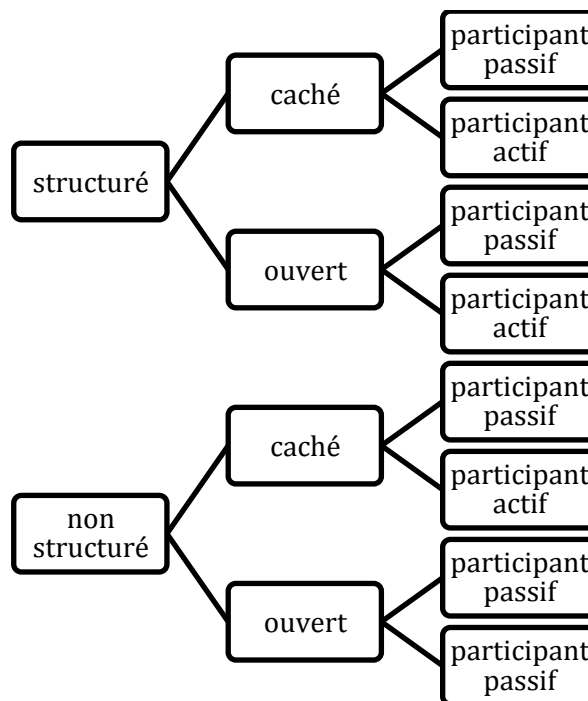 participant
passif
caché
participant
actif
structuré
participant
passif
ouvert
participant
actif
participant
passif
caché
participant
actif
non
structuré
participant
passif
ouvert
participant
passif